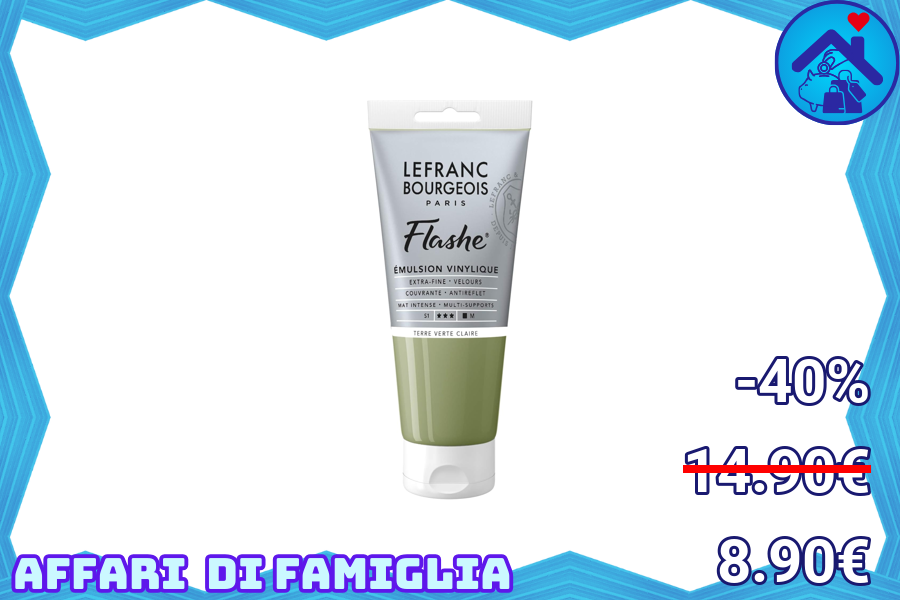 LEFRANC
BOURGEOIS
PARIS
Flashe®
ÉMULSION VINYLIQUE
EXTRA-FINE • VELOURS
COUVRANTE • ANTIREFLET
MAT INTENSE • MULTI-SUPPORTS
S1 ★★★ ■ M
TERRE VERTE CLAIRE
-40%
14.90€
8.90€
AFFARI DI FAMIGLIA